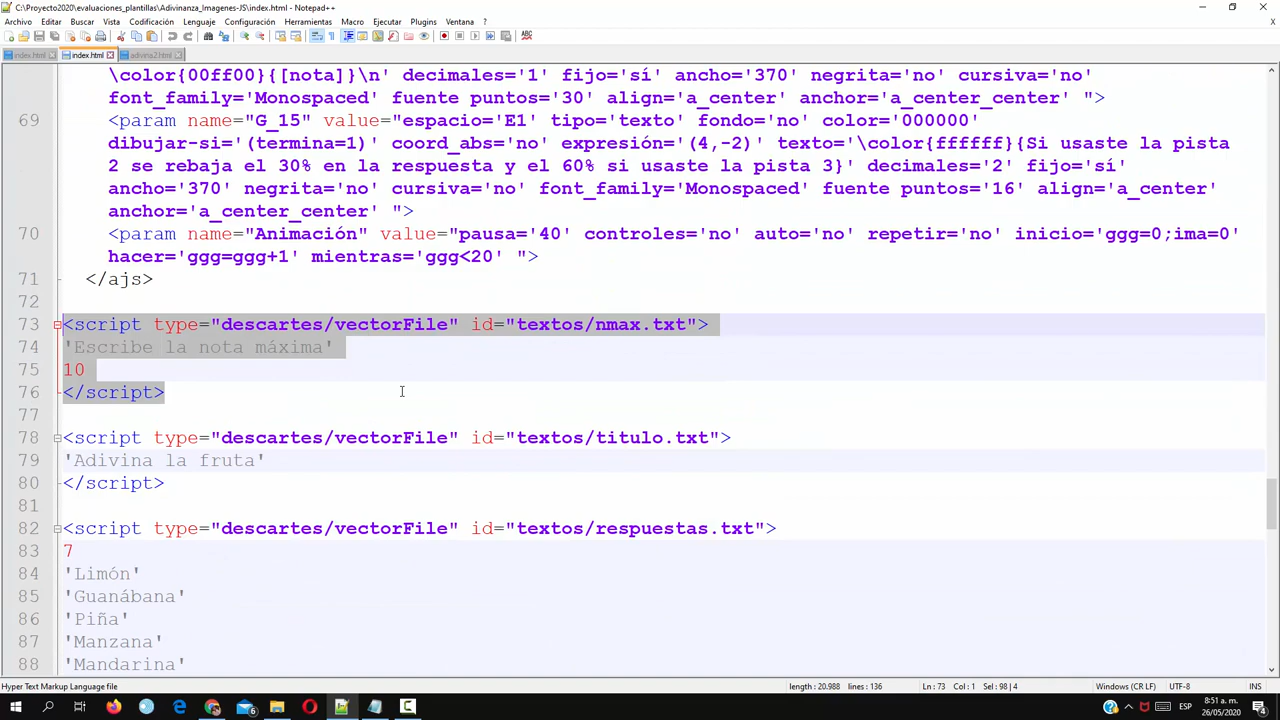 C:\Proyecto2020\evaluaciones_plantillas\Adivinanza_Imagenes-JS\index.html - Notepad++
Archivo Editar Buscar Vista Codificación Lenguaje Configuración Herramientas Macro Ejecutar Plugins Ventana ?
index.html index.html adivina2.html
\color{00ff00}{[nota]}\n' decimales='1' fijo='sí' ancho='370' negrita='no' cursiva='no'
font_family='Monospaced' fuente puntos='30' align='a_center' anchor='a_center_center' ">
69 <param name="G_15" value="espacio='E1' tipo='texto' fondo='no' color='000000'
dibujar-si='(termina=1)' coord_abs='no' expresión='(4,-2)' texto='\color{ffffff}{Si usaste la pista
2 se rebaja el 30% en la respuesta y el 60% si usaste la pista 3}' decimales='2' fijo='sí'
ancho='370' negrita='no' cursiva='no' font_family='Monospaced' fuente puntos='16' align='a_center'
anchor='a_center_center' ">
70 <param name="Animación" value="pausa='40' controles='no' auto='no' repetir='no' inicio='ggg=0;ima=0'
hacer='ggg=ggg+1' mientras='ggg<20' ">
71 </ajs>
72
73 <script type="descartes/vectorFile" id="textos/nmax.txt">
74 'Escribe la nota máxima'
75 10
76 </script>
77
78 <script type="descartes/vectorFile" id="textos/titulo.txt">
79 'Adivina la fruta'
80 </script>
81
82 <script type="descartes/vectorFile" id="textos/respuestas.txt">
83 7
84 'Limón'
85 'Guanábana'
86 'Piña'
87 'Manzana'
88 'Mandarina'
Hyper Text Markup Language file length : 20.988 lines : 136 Ln : 73 Col : 1 Sel : 98 | 4 Windows (CR LF) UTF-8 INS
ESP 8:51 a. m.
26/05/2020